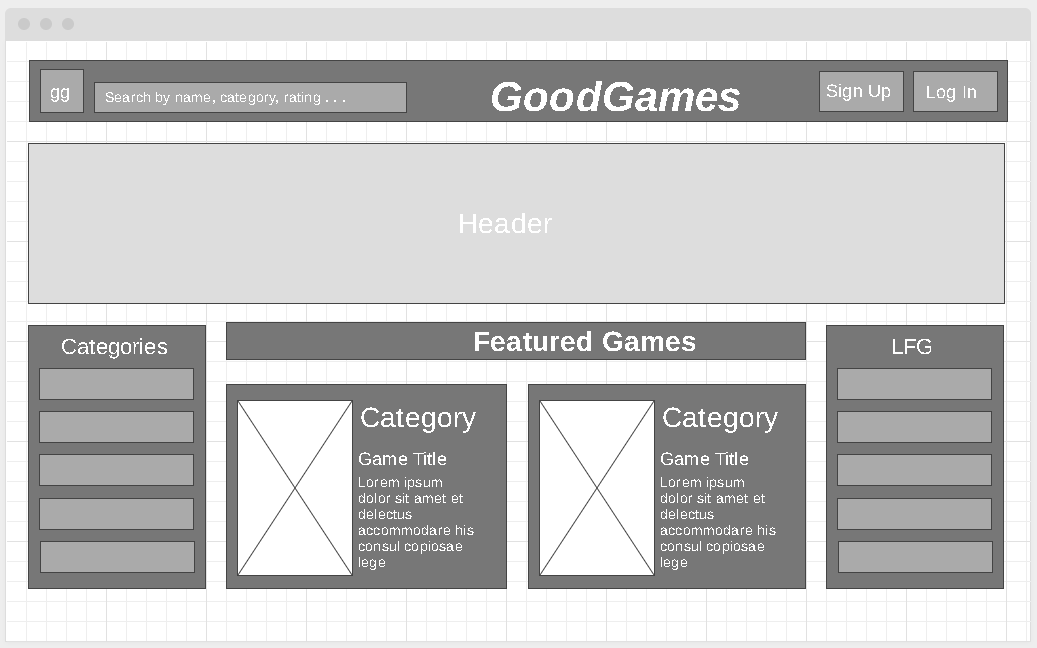 gg
Search by name, category, rating . . .
GoodGames
Sign Up
Log In
Header
Categories
Featured Games
Category
Game Title
Lorem ipsum
dolor sit amet et
delectus
accommodare his
consul copiosae
lege
Category
Game Title
Lorem ipsum
dolor sit amet et
delectus
accommodare his
consul copiosae
lege
LFG